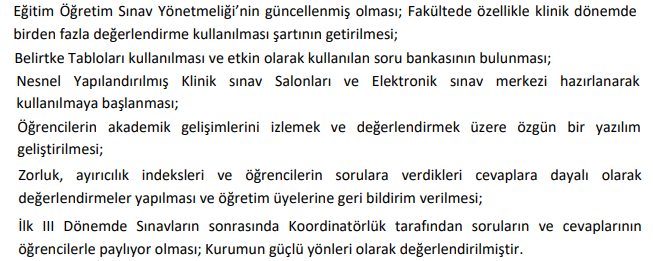 Eğitim Öğretim Sınav Yönetmeliği’nin güncellenmiş olması; Fakültede özellikle klinik dönemde
birden fazla değerlendirme kullanılması şartının getirilmesi;
Belirtke Tabloları kullanılması ve etkin olarak kullanılan soru bankasının bulunması;
Nesnel Yapılandırılmış Klinik sınav Salonları ve Elektronik sınav merkezi hazırlanarak
kullanılmaya başlanması;
Öğrencilerin akademik gelişimlerini izlemek ve değerlendirmek üzere özgün bir yazılım
geliştirilmesi;
Zorluk, ayırıcılık indeksleri ve öğrencilerin sorulara verdikleri cevaplara dayalı olarak
değerlendirmeler yapılması ve öğretim üyelerine geri bildirim verilmesi;
İlk III Dönemde Sınavların sonrasında Koordinatörlük tarafından soruların ve cevaplarının
öğrencilerle paylıyor olması; Kurumun güçlü yönleri olarak değerlendirilmiştir.